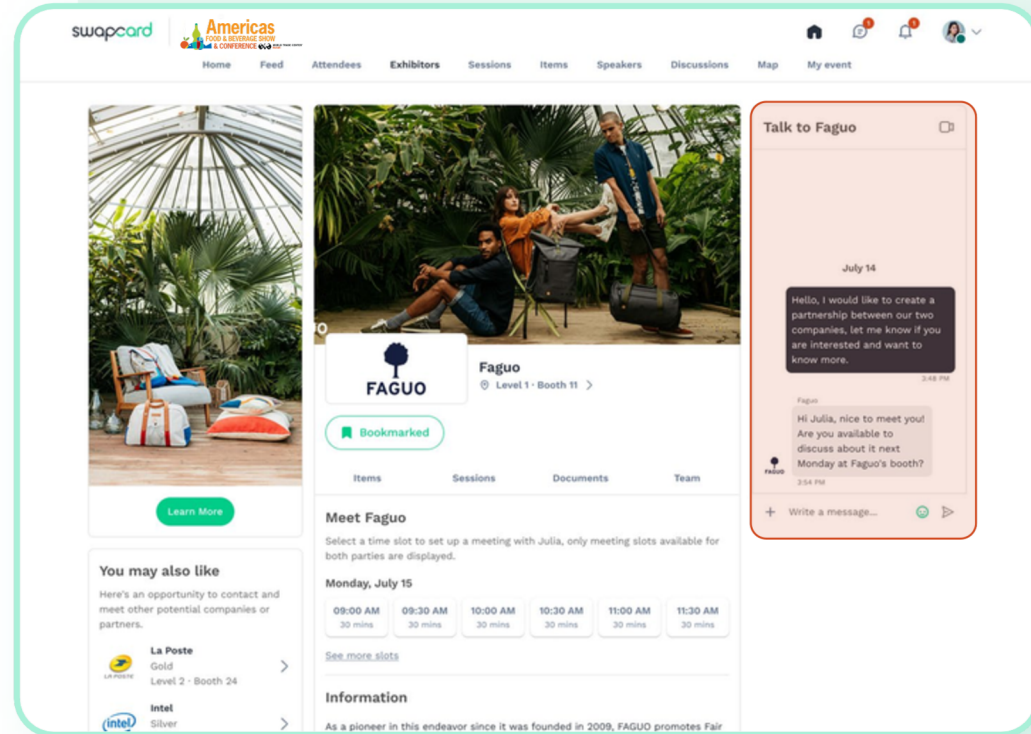 swapcard
Americas
FOOD & BEVERAGE SHOW
& CONFERENCE
Home Feed Attendees Exhibitors Sessions Items Speakers Discussions Map My event
Learn More
You may also like
Here's an opportunity to contact and
meet other potential companies or
partners.
LA POSTE
La Poste
Gold
Level 2 · Booth 24
intel
Intel
Silver
FAGUO
Faguo
Level 1 · Booth 11
Bookmarked
Items Sessions Documents Team
Meet Faguo
Select a time slot to set up a meeting with Julia, only meeting slots available for
both parties are displayed.
Monday, July 15
09:00 AM 09:30 AM 10:00 AM 10:30 AM 11:00 AM 11:30 AM
30 mins 30 mins 30 mins 30 mins 30 mins 30 mins
See more slots
Information
As a pioneer in this endeavor since it was founded in 2009, FAGUO promotes Fair
Talk to Faguo
July 14
Hello, I would like to create a
partnership between our two
companies, let me know if you
are interested and want to
know more.
3:48 PM
Faguo
Hi Julia, nice to meet you!
Are you available to
discuss about it next
Monday at Faguo's booth?
FAGUO
3:54 PM
Write a message...